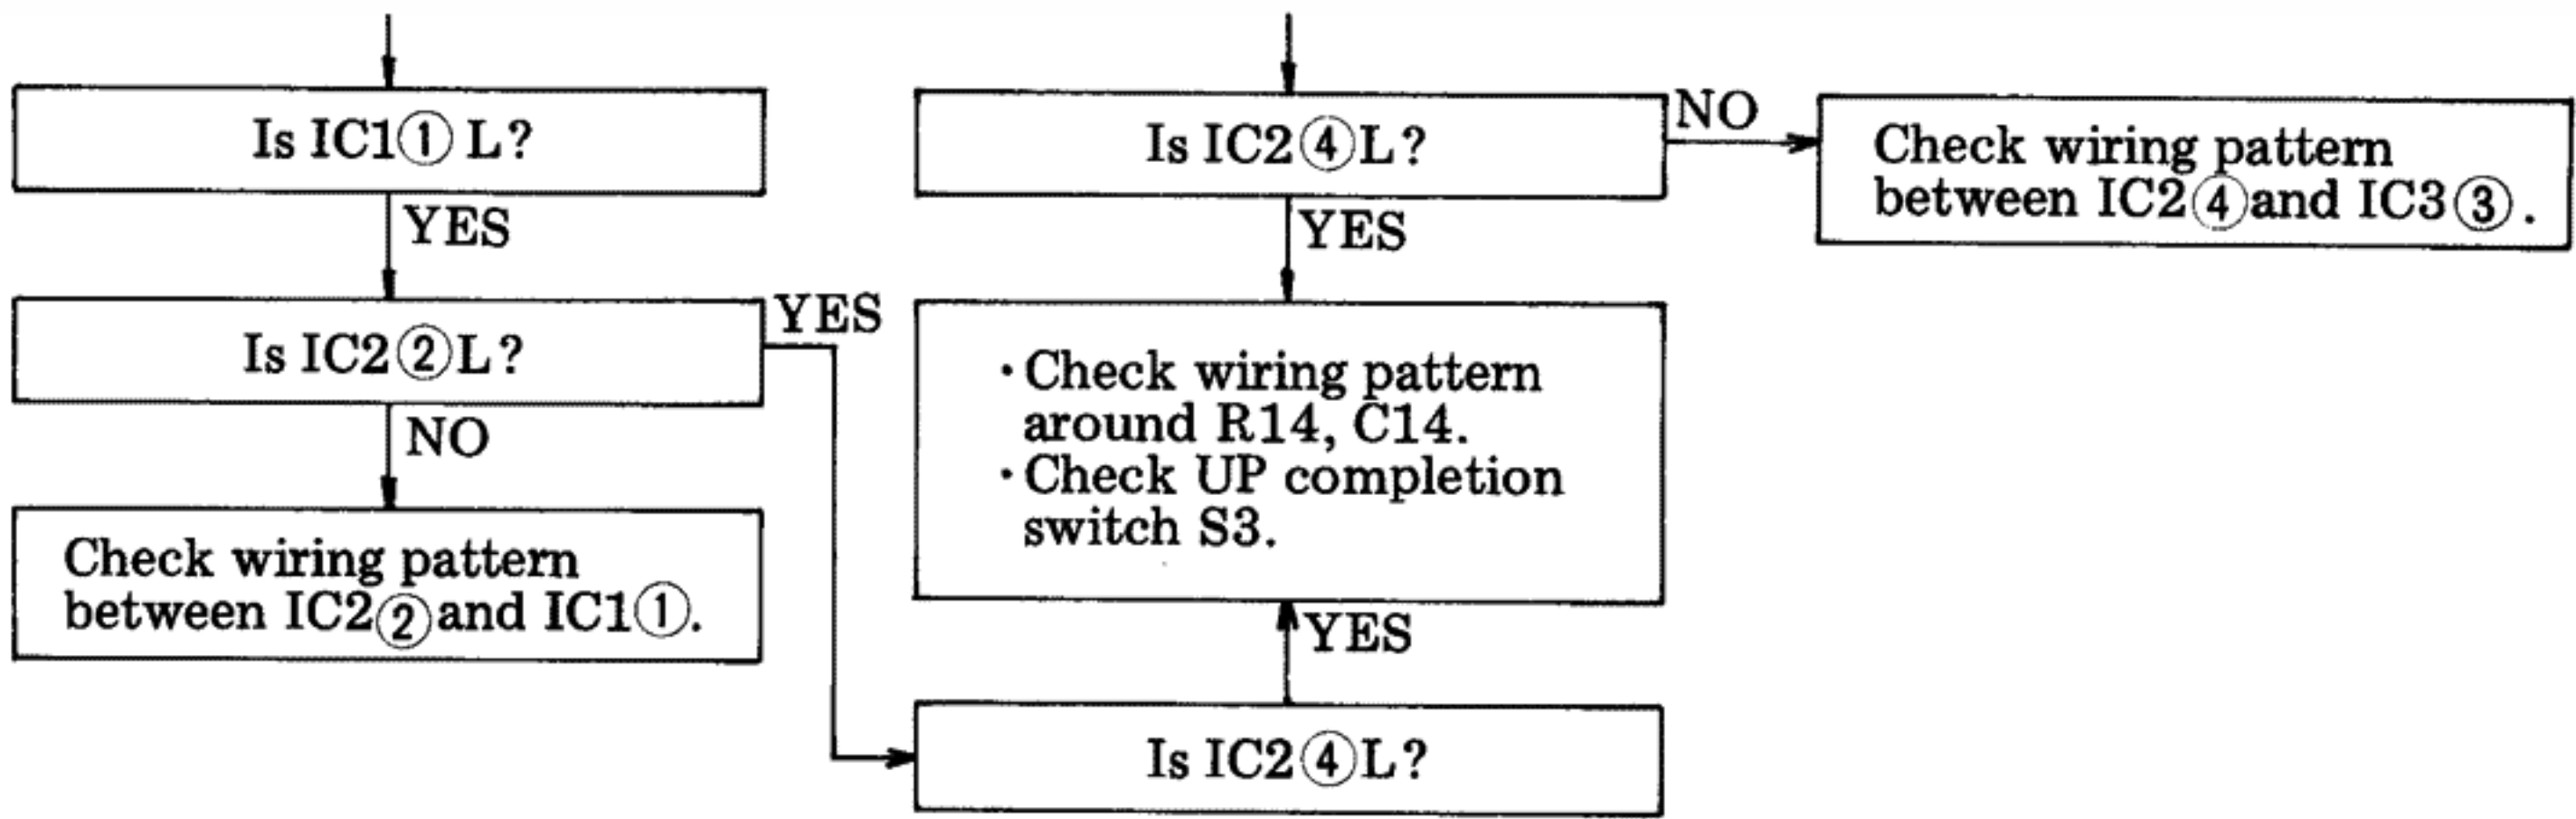 Is IC1① L?
YES
Is IC2②L?
YES
NO
Check wiring pattern
between IC2②and IC1①.
Is IC2④L?
NO
Check wiring pattern
between IC2④and IC3③.
YES
·Check wiring pattern
around R14, C14.
·Check UP completion
switch S3.
YES
Is IC2④L?